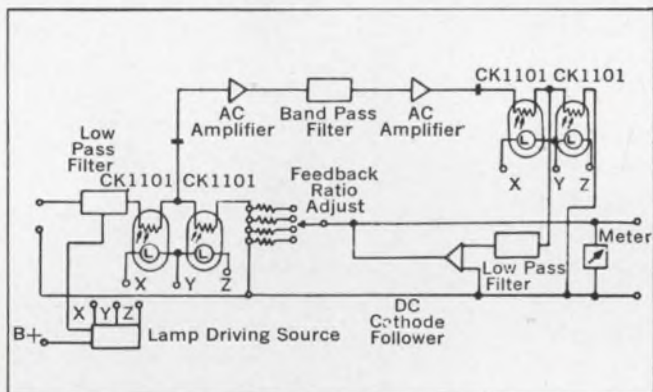 CK1101 CK1101
AC
Amplifier
Band Pass
Filter
AC
Amplifier
X
Y
Z
Low
Pass
Filter
CK1101 CK1101
Feedback
Ratio
Adjust
L
L
L
L
X
Y
Z
Meter
Low Pass
Filter
DC
Cathode
Follower
X Y Z
B+
Lamp Driving Source